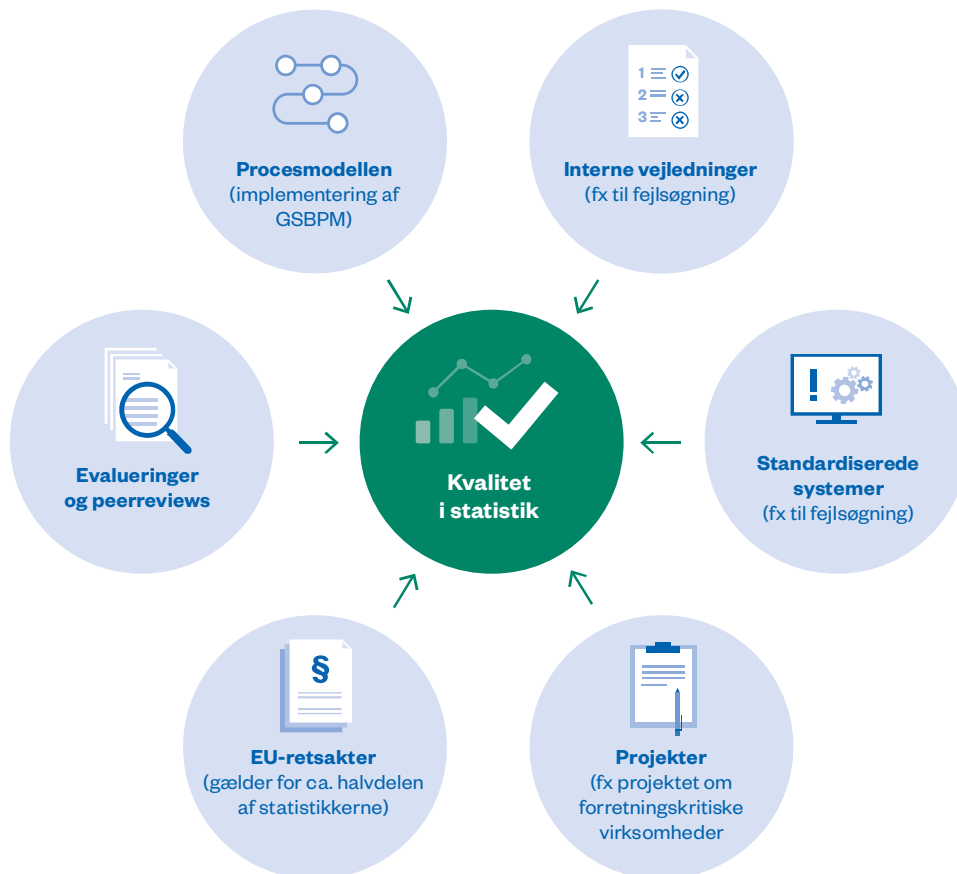 1
2
3
Procesmodellen
(implementering af
GSBPM)
Interne vejledninger
(fx til fejlsøgning)
Evalueringer
og peerreviews
Kvalitet
i statistik
!
Standardiserede
systemer
(fx til fejlsøgning)
§
EU-retsakter
(gælder for ca. halvdelen
af statistikkerne)
Projekter
(fx projektet om
forretningskritiske
virksomheder